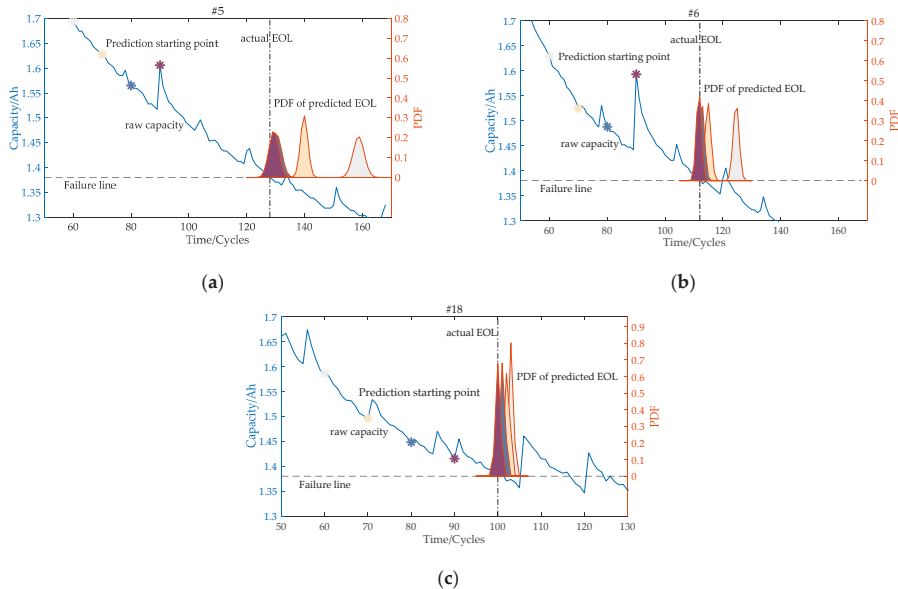 #5
1.7
1.65
1.6
1.55
1.5
1.45
1.4
1.35
1.3
Capacity/Ah
60
80
100
120
140
160
Time/Cycles
0.8
0.7
0.6
0.5
0.4
0.3
0.2
0.1
0
PDF
actual EOL
Prediction starting point
PDF of predicted EOL
raw capacity
Failure line
(a)
#6
1.7
1.65
1.6
1.55
1.5
1.45
1.4
1.35
1.3
Capacity/Ah
60
80
100
120
140
160
Time/Cycles
0.8
0.7
0.6
0.5
0.4
0.3
0.2
0.1
0
PDF
actual EOL
Prediction starting point
PDF of predicted EOL
raw capacity
Failure line
(b)
#18
1.7
1.65
1.6
1.55
1.5
1.45
1.4
1.35
1.3
Capacity/Ah
50
60
70
80
90
100
110
120
130
Time/Cycles
0.9
0.8
0.7
0.6
0.5
0.4
0.3
0.2
0.1
0
PDF
actual EOL
PDF of predicted EOL
Prediction starting point
raw capacity
Failure line
(c)